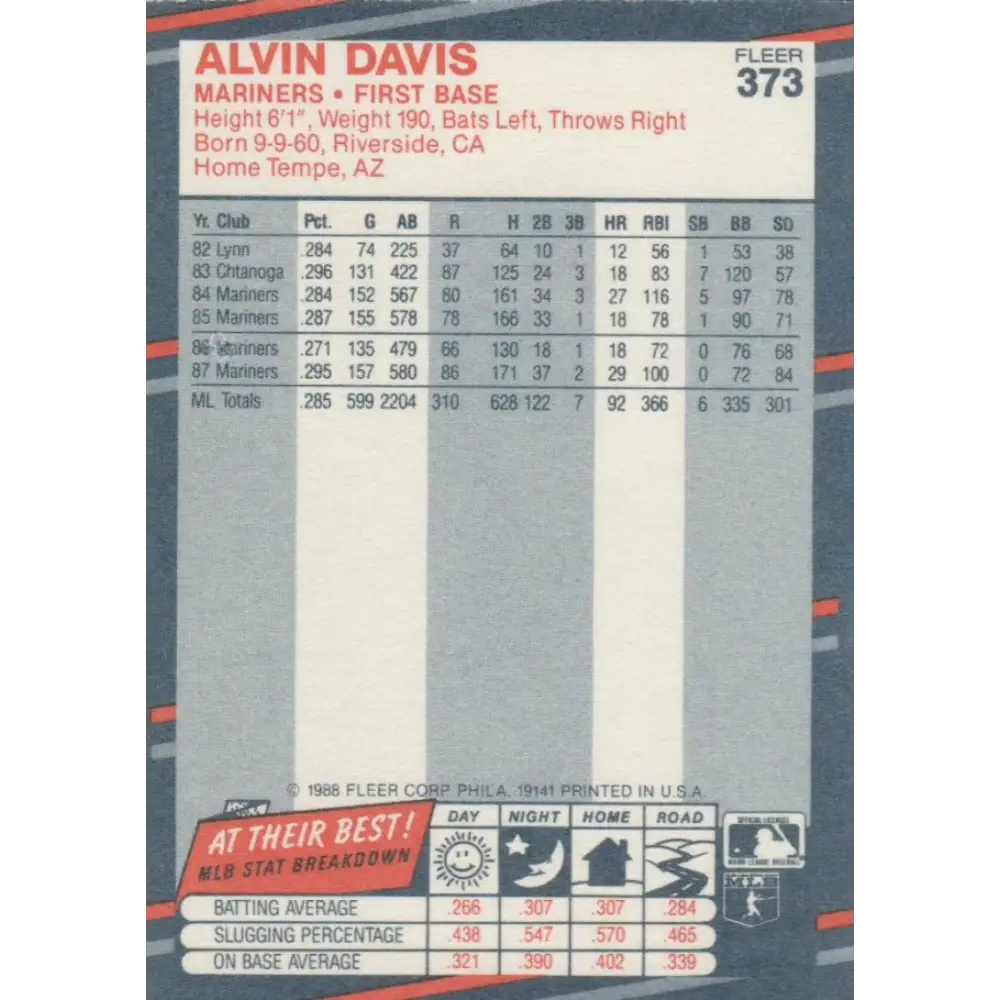 ALVIN DAVIS
FLEER
373
MARINERS • FIRST BASE
Height 6'1", Weight 190, Bats Left, Throws Right
Born 9-9-60, Riverside, CA
Home Tempe, AZ
Yr. Club Pct. G AB R H 2B 3B HR RBI SB BB SO
82 Lynn .284 74 225 37 64 10 1 12 56 1 53 38
83 Chtanoga .296 131 422 87 125 24 3 18 83 7 120 57
84 Mariners .284 152 567 80 161 34 3 27 116 5 97 78
85 Mariners .287 155 578 78 166 33 1 18 78 1 90 71
86 Mariners .271 135 479 66 130 18 1 18 72 0 76 68
87 Mariners .295 157 580 86 171 37 2 29 100 0 72 84
ML Totals .285 599 2204 310 628 122 7 92 366 6 335 301
© 1988 FLEER CORP PHILA. 19141 PRINTED IN U.S.A.
AT THEIR BEST!
MLB STAT BREAKDOWN
DAY NIGHT HOME ROAD
OFFICIAL LICENSEE
MAJOR LEAGUE BASEBALL
MLB
BATTING AVERAGE .266 .307 .307 .284
SLUGGING PERCENTAGE .438 .547 .570 .465
ON BASE AVERAGE .321 .390 .402 .339